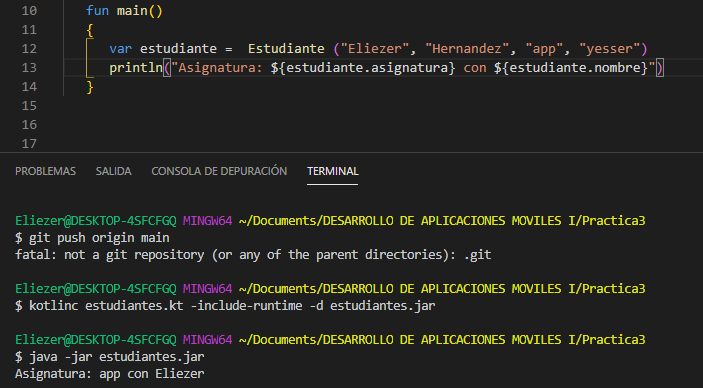 10 fun main()
11 {
12 var estudiante =  Estudiante ("Eliezer", "Hernandez", "app", "yesser")
13 println("Asignatura: ${estudiante.asignatura} con ${estudiante.nombre}")
14 }
15
16
17
PROBLEMAS SALIDA CONSOLA DE DEPURACIÓN TERMINAL
Eliezer@DESKTOP-4SFCFGQ MINGW64 ~/Documents/DESARROLLO DE APLICACIONES MOVILES I/Practica3
$ git push origin main
fatal: not a git repository (or any of the parent directories): .git
Eliezer@DESKTOP-4SFCFGQ MINGW64 ~/Documents/DESARROLLO DE APLICACIONES MOVILES I/Practica3
$ kotlinc estudiantes.kt -include-runtime -d estudiantes.jar
Eliezer@DESKTOP-4SFCFGQ MINGW64 ~/Documents/DESARROLLO DE APLICACIONES MOVILES I/Practica3
$ java -jar estudiantes.jar
Asignatura: app con Eliezer